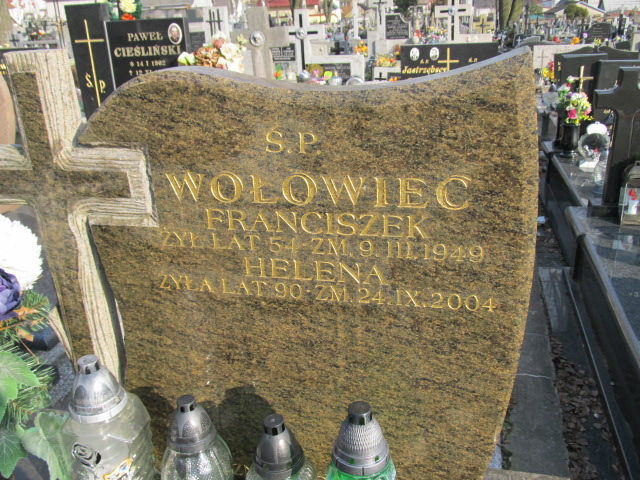 PAWEŁ
CIEŚLIŃSKI
Ś P
Ś.P.
WOŁOWIEC
FRANCISZEK
ŻYŁ LAT 54 ZM. 9.III.1949
HELENA
ŻYŁA LAT 90 ZM. 24.IX.2004